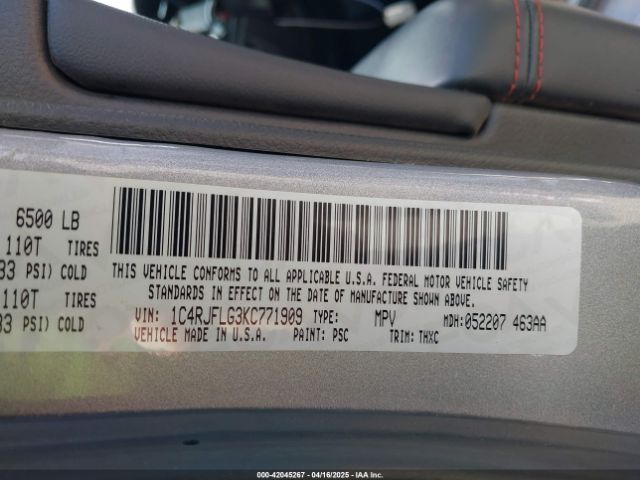 6500 LB
110T TIRES
33 PSI) COLD
110T TIRES
33 PSI) COLD
THIS VEHICLE CONFORMS TO ALL APPLICABLE U.S.A. FEDERAL MOTOR VEHICLE SAFETY
STANDARDS IN EFFECT ON THE DATE OF MANUFACTURE SHOWN ABOVE.
VIN: 1C4RJFLG3KC771909 TYPE: MPV MDH:052207 463AA
VEHICLE MADE IN U.S.A. PAINT: PSC TRIM: THXC
000-42045267 - 04/16/2025 - IAAI Inc.